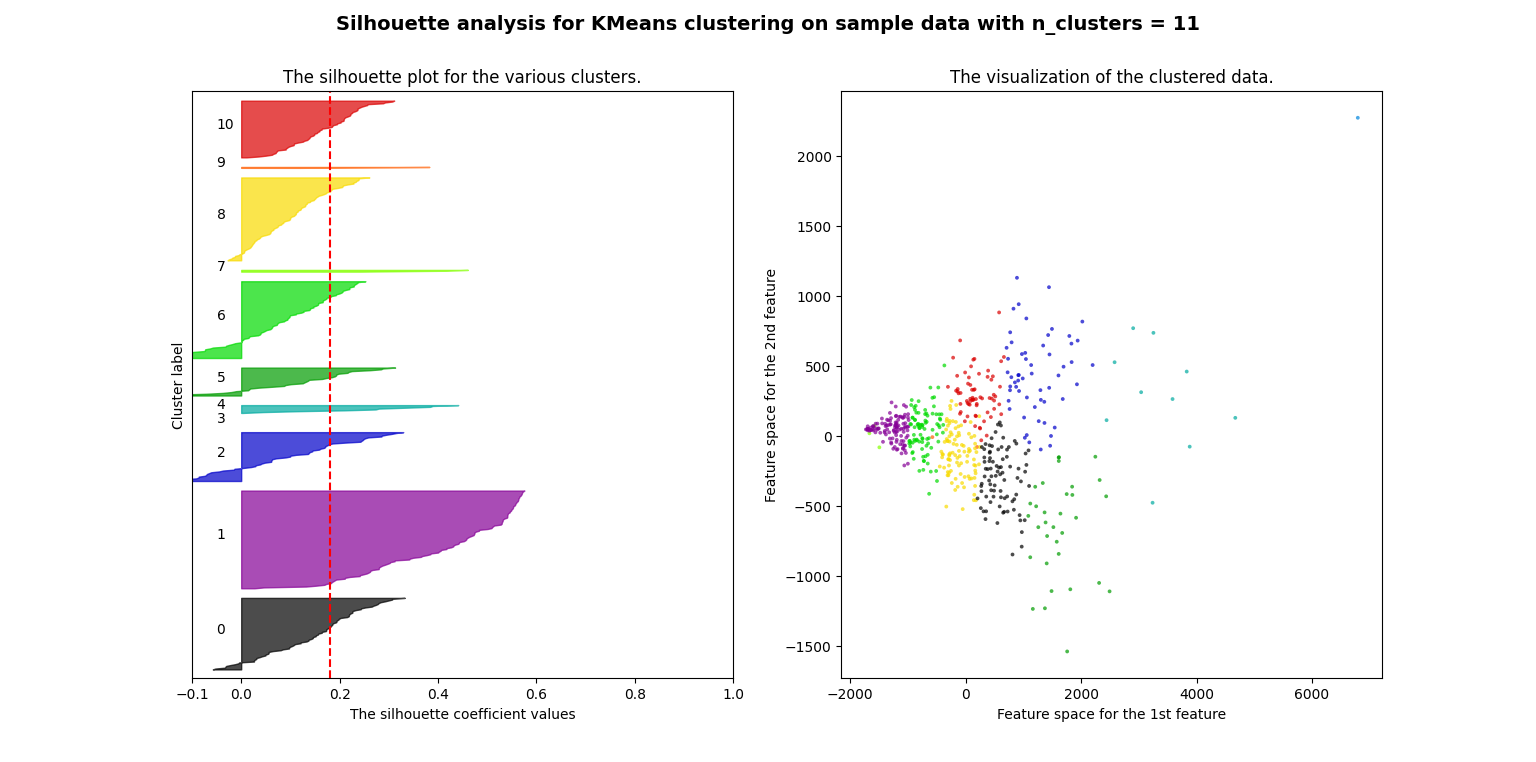 Silhouette analysis for KMeans clustering on sample data with n_clusters = 11
The silhouette plot for the various clusters.
Cluster label
10
9
8
7
6
5
4
3
2
1
0
−0.1 0.0 0.2 0.4 0.6 0.8 1.0
The silhouette coefficient values
The visualization of the clustered data.
Feature space for the 2nd feature
2000
1500
1000
500
0
−500
−1000
−1500
−2000 0 2000 4000 6000
Feature space for the 1st feature